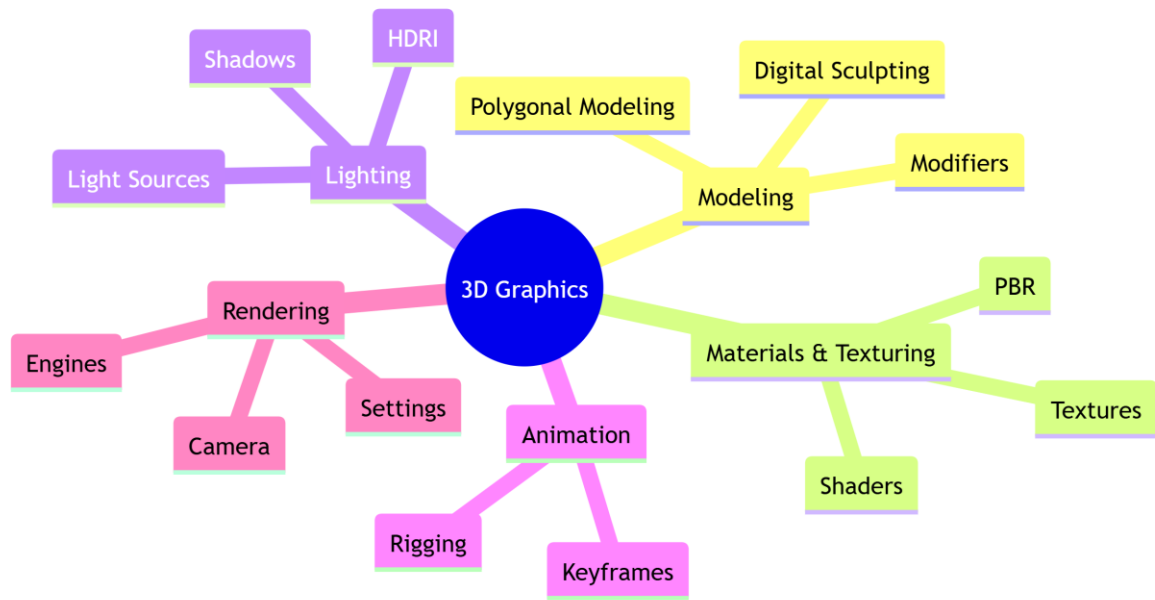 3D Graphics
Modeling
Polygonal Modeling
Digital Sculpting
Modifiers
Materials & Texturing
PBR
Textures
Shaders
Animation
Rigging
Keyframes
Rendering
Engines
Camera
Settings
Lighting
Light Sources
Shadows
HDRI